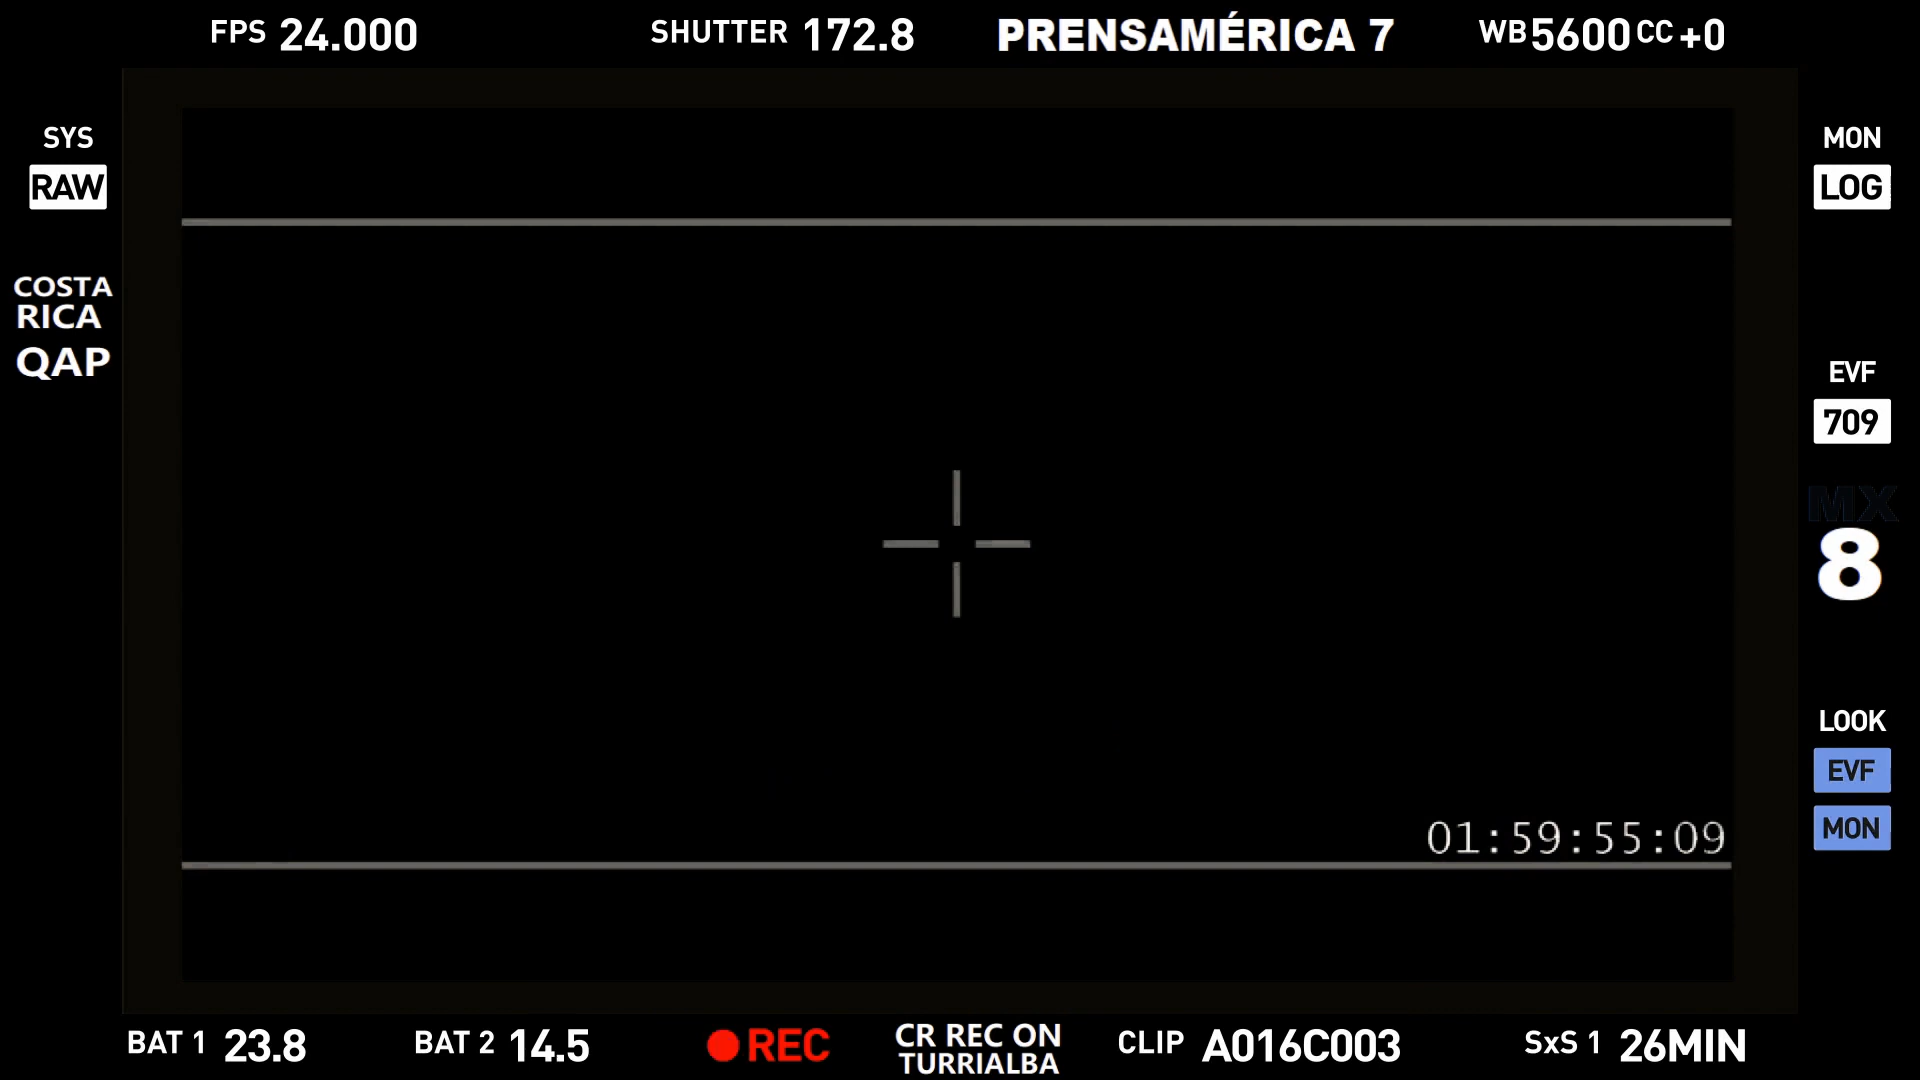 FPS 24.000 SHUTTER 172.8 PRENSAMÉRICA 7 WB 5600 CC +0
SYS
RAW
COSTA
RICA
QAP
MON
LOG
EVF
709
MX
8
LOOK
EVF
MON
01:59:55:09
BAT 1 23.8 BAT 2 14.5 REC CR REC ON
TURRIALBA
CLIP A016C003 SxS 1 26MIN